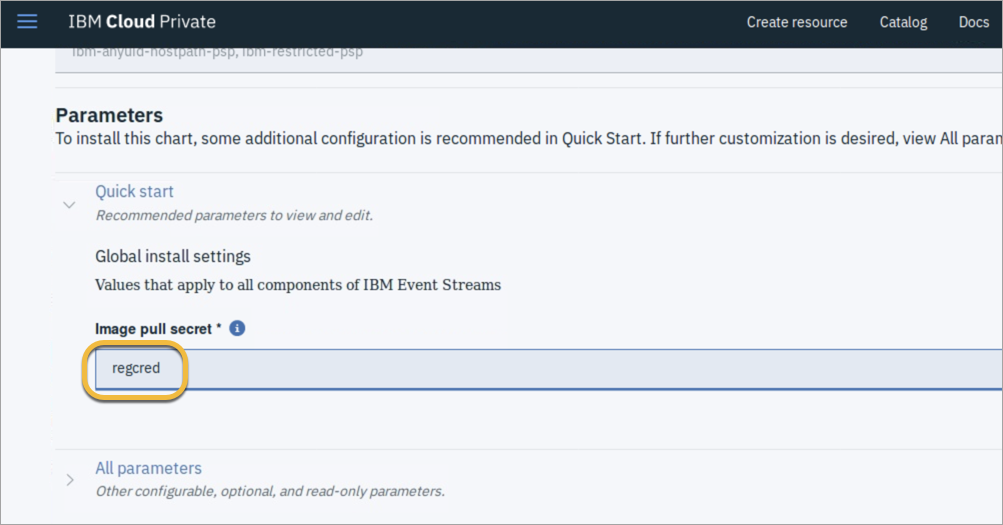 IBM Cloud Private
Create resource
Catalog
Docs
ibm-anyuid-hostpath-psp, ibm-restricted-psp
Parameters
To install this chart, some additional configuration is recommended in Quick Start. If further customization is desired, view All param
Quick start
Recommended parameters to view and edit.
Global install settings
Values that apply to all components of IBM Event Streams
Image pull secret *
regcred
All parameters
Other configurable, optional, and read-only parameters.